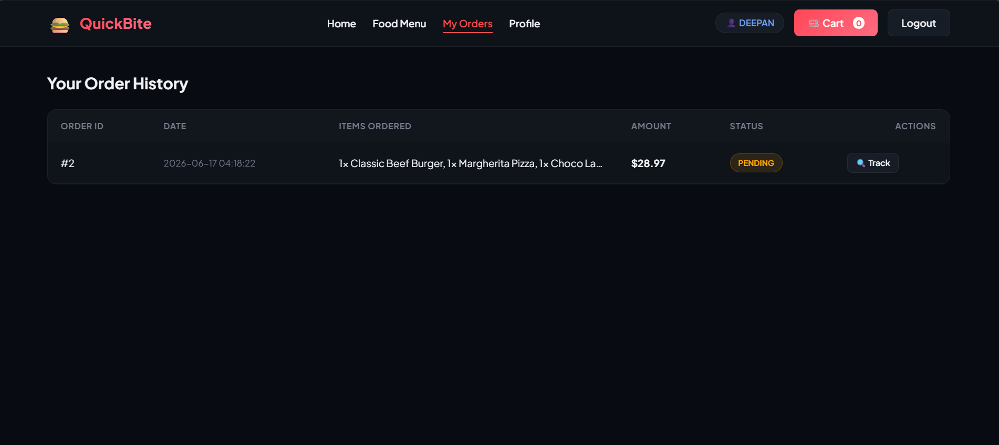 QuickBite Home Food Menu My Orders Profile DEEPAN Cart 0 Logout
Your Order History
ORDER ID DATE ITEMS ORDERED AMOUNT STATUS ACTIONS
#2 2026-06-17 04:18:22 1x Classic Beef Burger, 1x Margherita Pizza, 1x Choco La... $28.97 PENDING Track